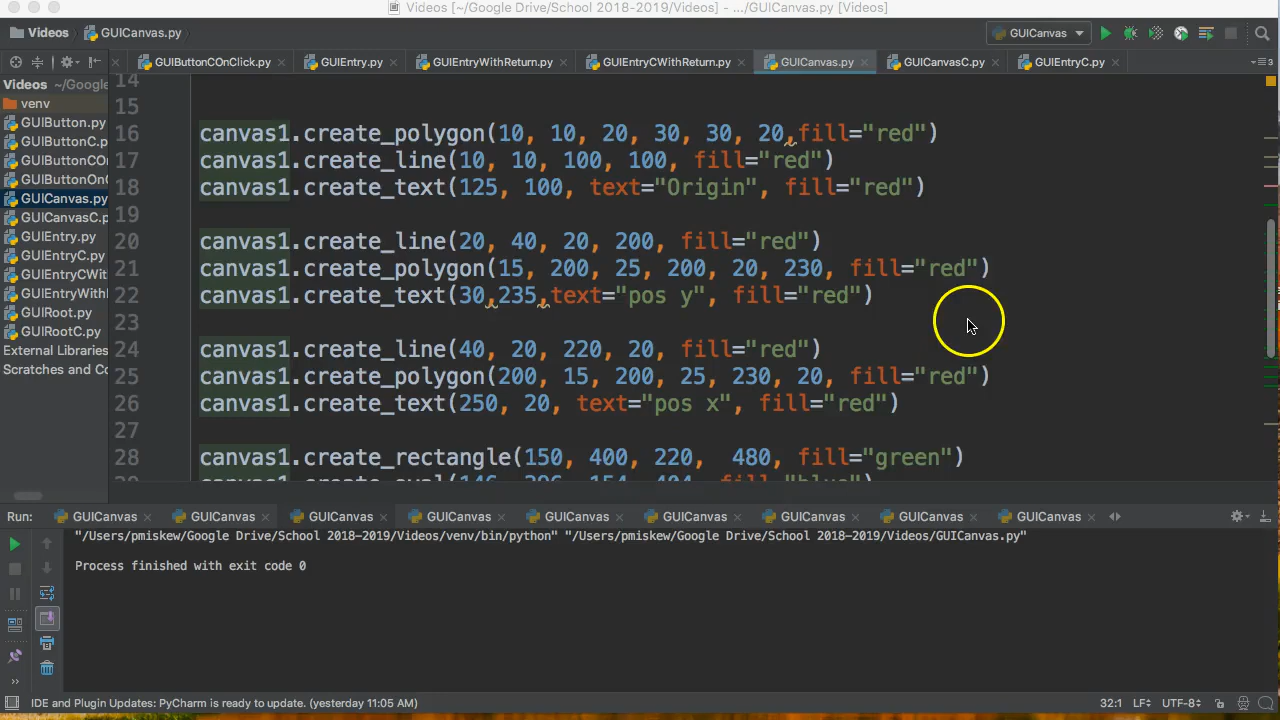 Videos [~/Google Drive/School 2018-2019/Videos] - .../GUICanvas.py [Videos]
Videos
GUICanvas.py
GUICanvas
GUIButtonCOnClick.py
GUIEntry.py
GUIEntryWithReturn.py
GUIEntryCWithReturn.py
GUICanvas.py
GUICanvasC.py
GUIEntryC.py
Videos ~/Google
venv
GUIButton.py
GUIButtonC.py
GUIButtonCO
GUIButtonOn
GUICanvas.py
GUICanvasC.p
GUIEntry.py
GUIEntryC.py
GUIEntryCWit
GUIEntryWith
GUIRoot.py
GUIRootC.py
External Libraries
Scratches and Co
14
15
16 canvas1.create_polygon(10, 10, 20, 30, 30, 20,fill="red")
17 canvas1.create_line(10, 10, 100, 100, fill="red")
18 canvas1.create_text(125, 100, text="Origin", fill="red")
19
20 canvas1.create_line(20, 40, 20, 200, fill="red")
21 canvas1.create_polygon(15, 200, 25, 200, 20, 230, fill="red")
22 canvas1.create_text(30,235,text="pos y", fill="red")
23
24 canvas1.create_line(40, 20, 220, 20, fill="red")
25 canvas1.create_polygon(200, 15, 200, 25, 230, 20, fill="red")
26 canvas1.create_text(250, 20, text="pos x", fill="red")
27
28 canvas1.create_rectangle(150, 400, 220,  480, fill="green")
Run: GUICanvas GUICanvas GUICanvas GUICanvas GUICanvas GUICanvas GUICanvas GUICanvas GUICanvas
"/Users/pmiskew/Google Drive/School 2018-2019/Videos/venv/bin/python" "/Users/pmiskew/Google Drive/School 2018-2019/Videos/GUICanvas.py"
Process finished with exit code 0
IDE and Plugin Updates: PyCharm is ready to update. (yesterday 11:05 AM)
32:1 LF UTF-8